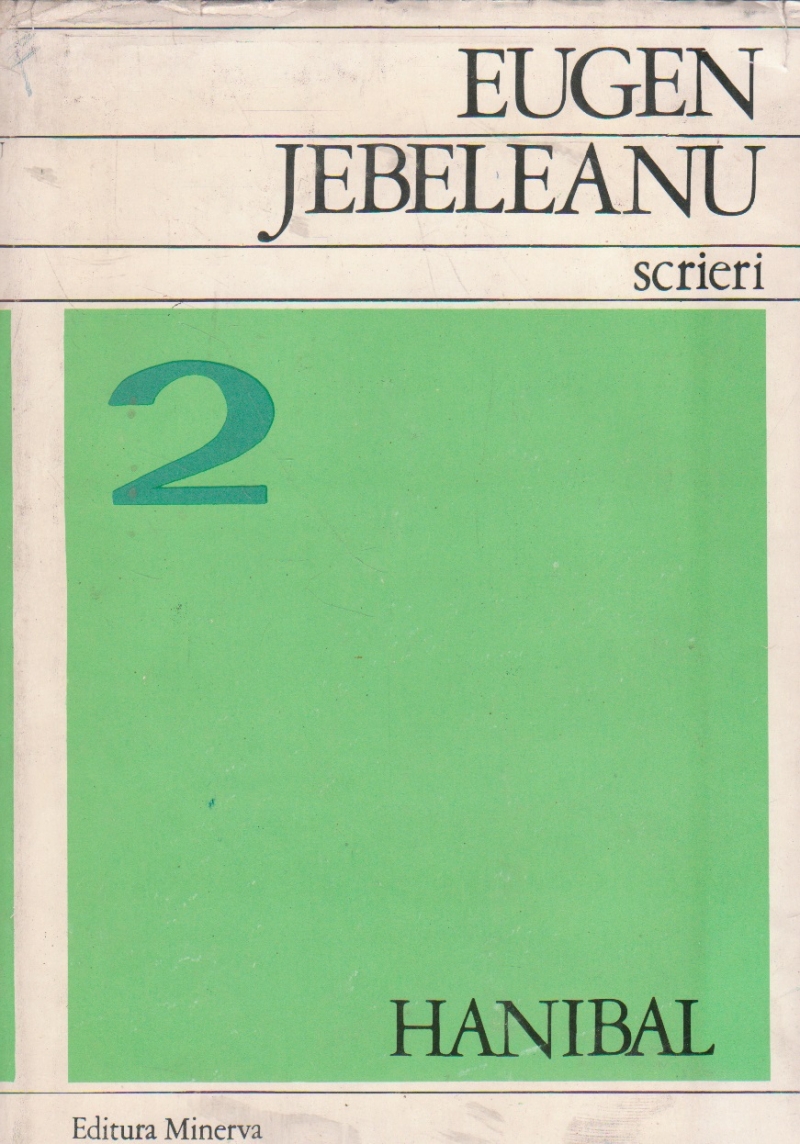 EUGEN
JEBELEANU
scrieri
2
HANIBAL
Editura Minerva